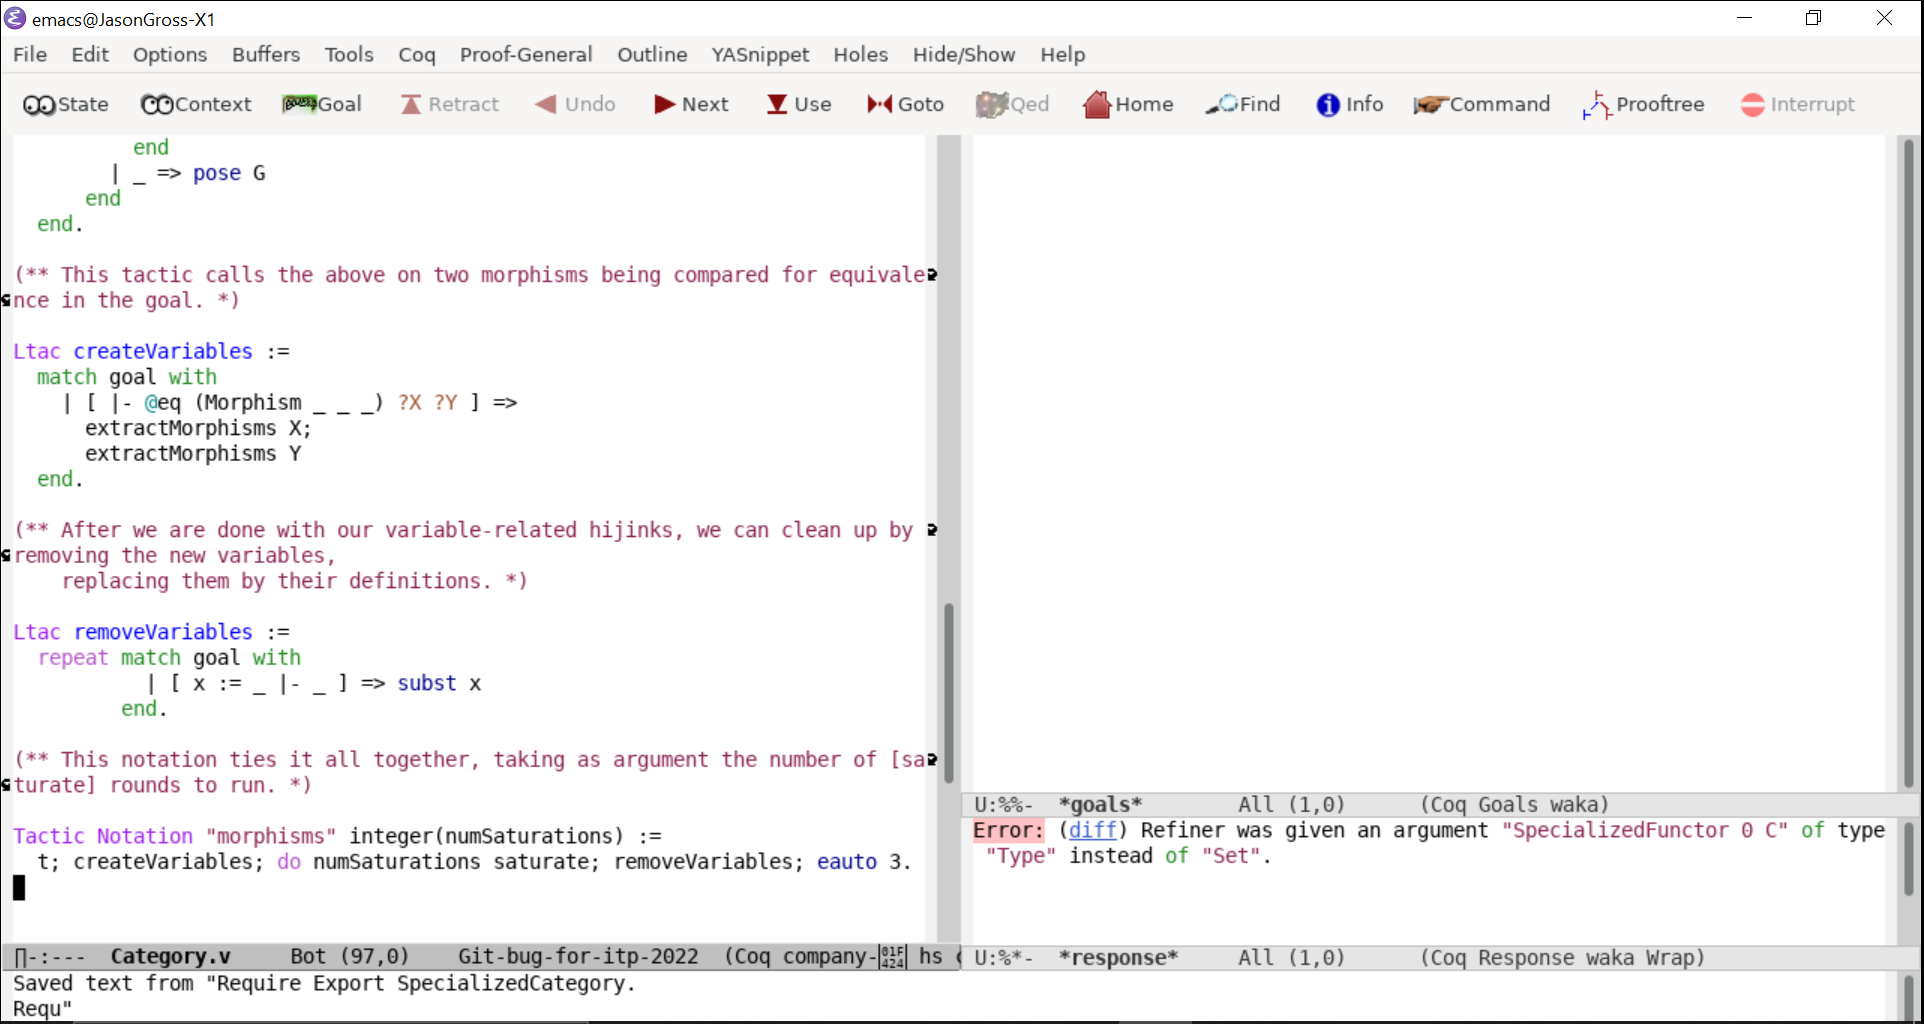 emacs@JasonGross-X1
File Edit Options Buffers Tools Coq Proof-General Outline YASnippet Holes Hide/Show Help
State Context Goal Retract Undo Next Use Goto Qed Home Find Info Command Prooftree Interrupt
end
| _ => pose G
end
end.
(** This tactic calls the above on two morphisms being compared for equivale
nce in the goal. *)
Ltac createVariables :=
match goal with
| [ |- @eq (Morphism _ _ _) ?X ?Y ] =>
extractMorphisms X;
extractMorphisms Y
end.
(** After we are done with our variable-related hijinks, we can clean up by
removing the new variables,
replacing them by their definitions. *)
Ltac removeVariables :=
repeat match goal with
| [ x := _ |- _ ] => subst x
end.
(** This notation ties it all together, taking as argument the number of [sa
turate] rounds to run. *)
Tactic Notation "morphisms" integer(numSaturations) :=
t; createVariables; do numSaturations saturate; removeVariables; eauto 3.
∏-:--- Category.v Bot (97,0) Git-bug-for-itp-2022 (Coq company-01F424 hs
U:%%- *goals* All (1,0) (Coq Goals waka)
Error: (diff) Refiner was given an argument "SpecializedFunctor 0 C" of type
"Type" instead of "Set".
U:%*- *response* All (1,0) (Coq Response waka Wrap)
Saved text from "Require Export SpecializedCategory.
Requ"